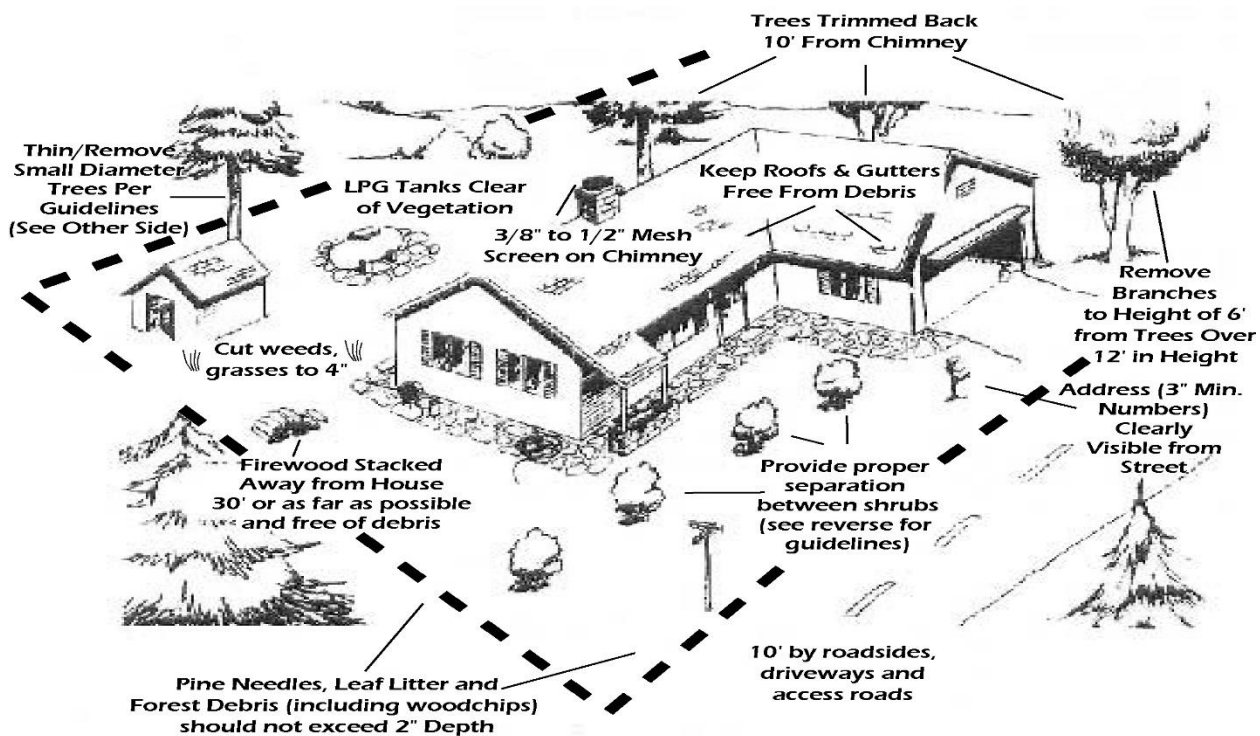 Trees Trimmed Back
10' From Chimney
Thin/Remove
Small Diameter
Trees Per
Guidelines
(See Other Side)
LPG Tanks Clear
of Vegetation
Keep Roofs & Gutters
Free From Debris
3/8" to 1/2" Mesh
Screen on Chimney
Remove
Branches
to Height of 6'
from Trees Over
12' in Height
Cut weeds,
grasses to 4"
Address (3" Min.
Numbers)
Clearly
Visible from
Street
Firewood Stacked
Away from House
30' or as far as possible
and free of debris
Provide proper
separation
between shrubs
(see reverse for
guidelines)
10' by roadsides,
driveways and
access roads
Pine Needles, Leaf Litter and
Forest Debris (including woodchips)
should not exceed 2" Depth